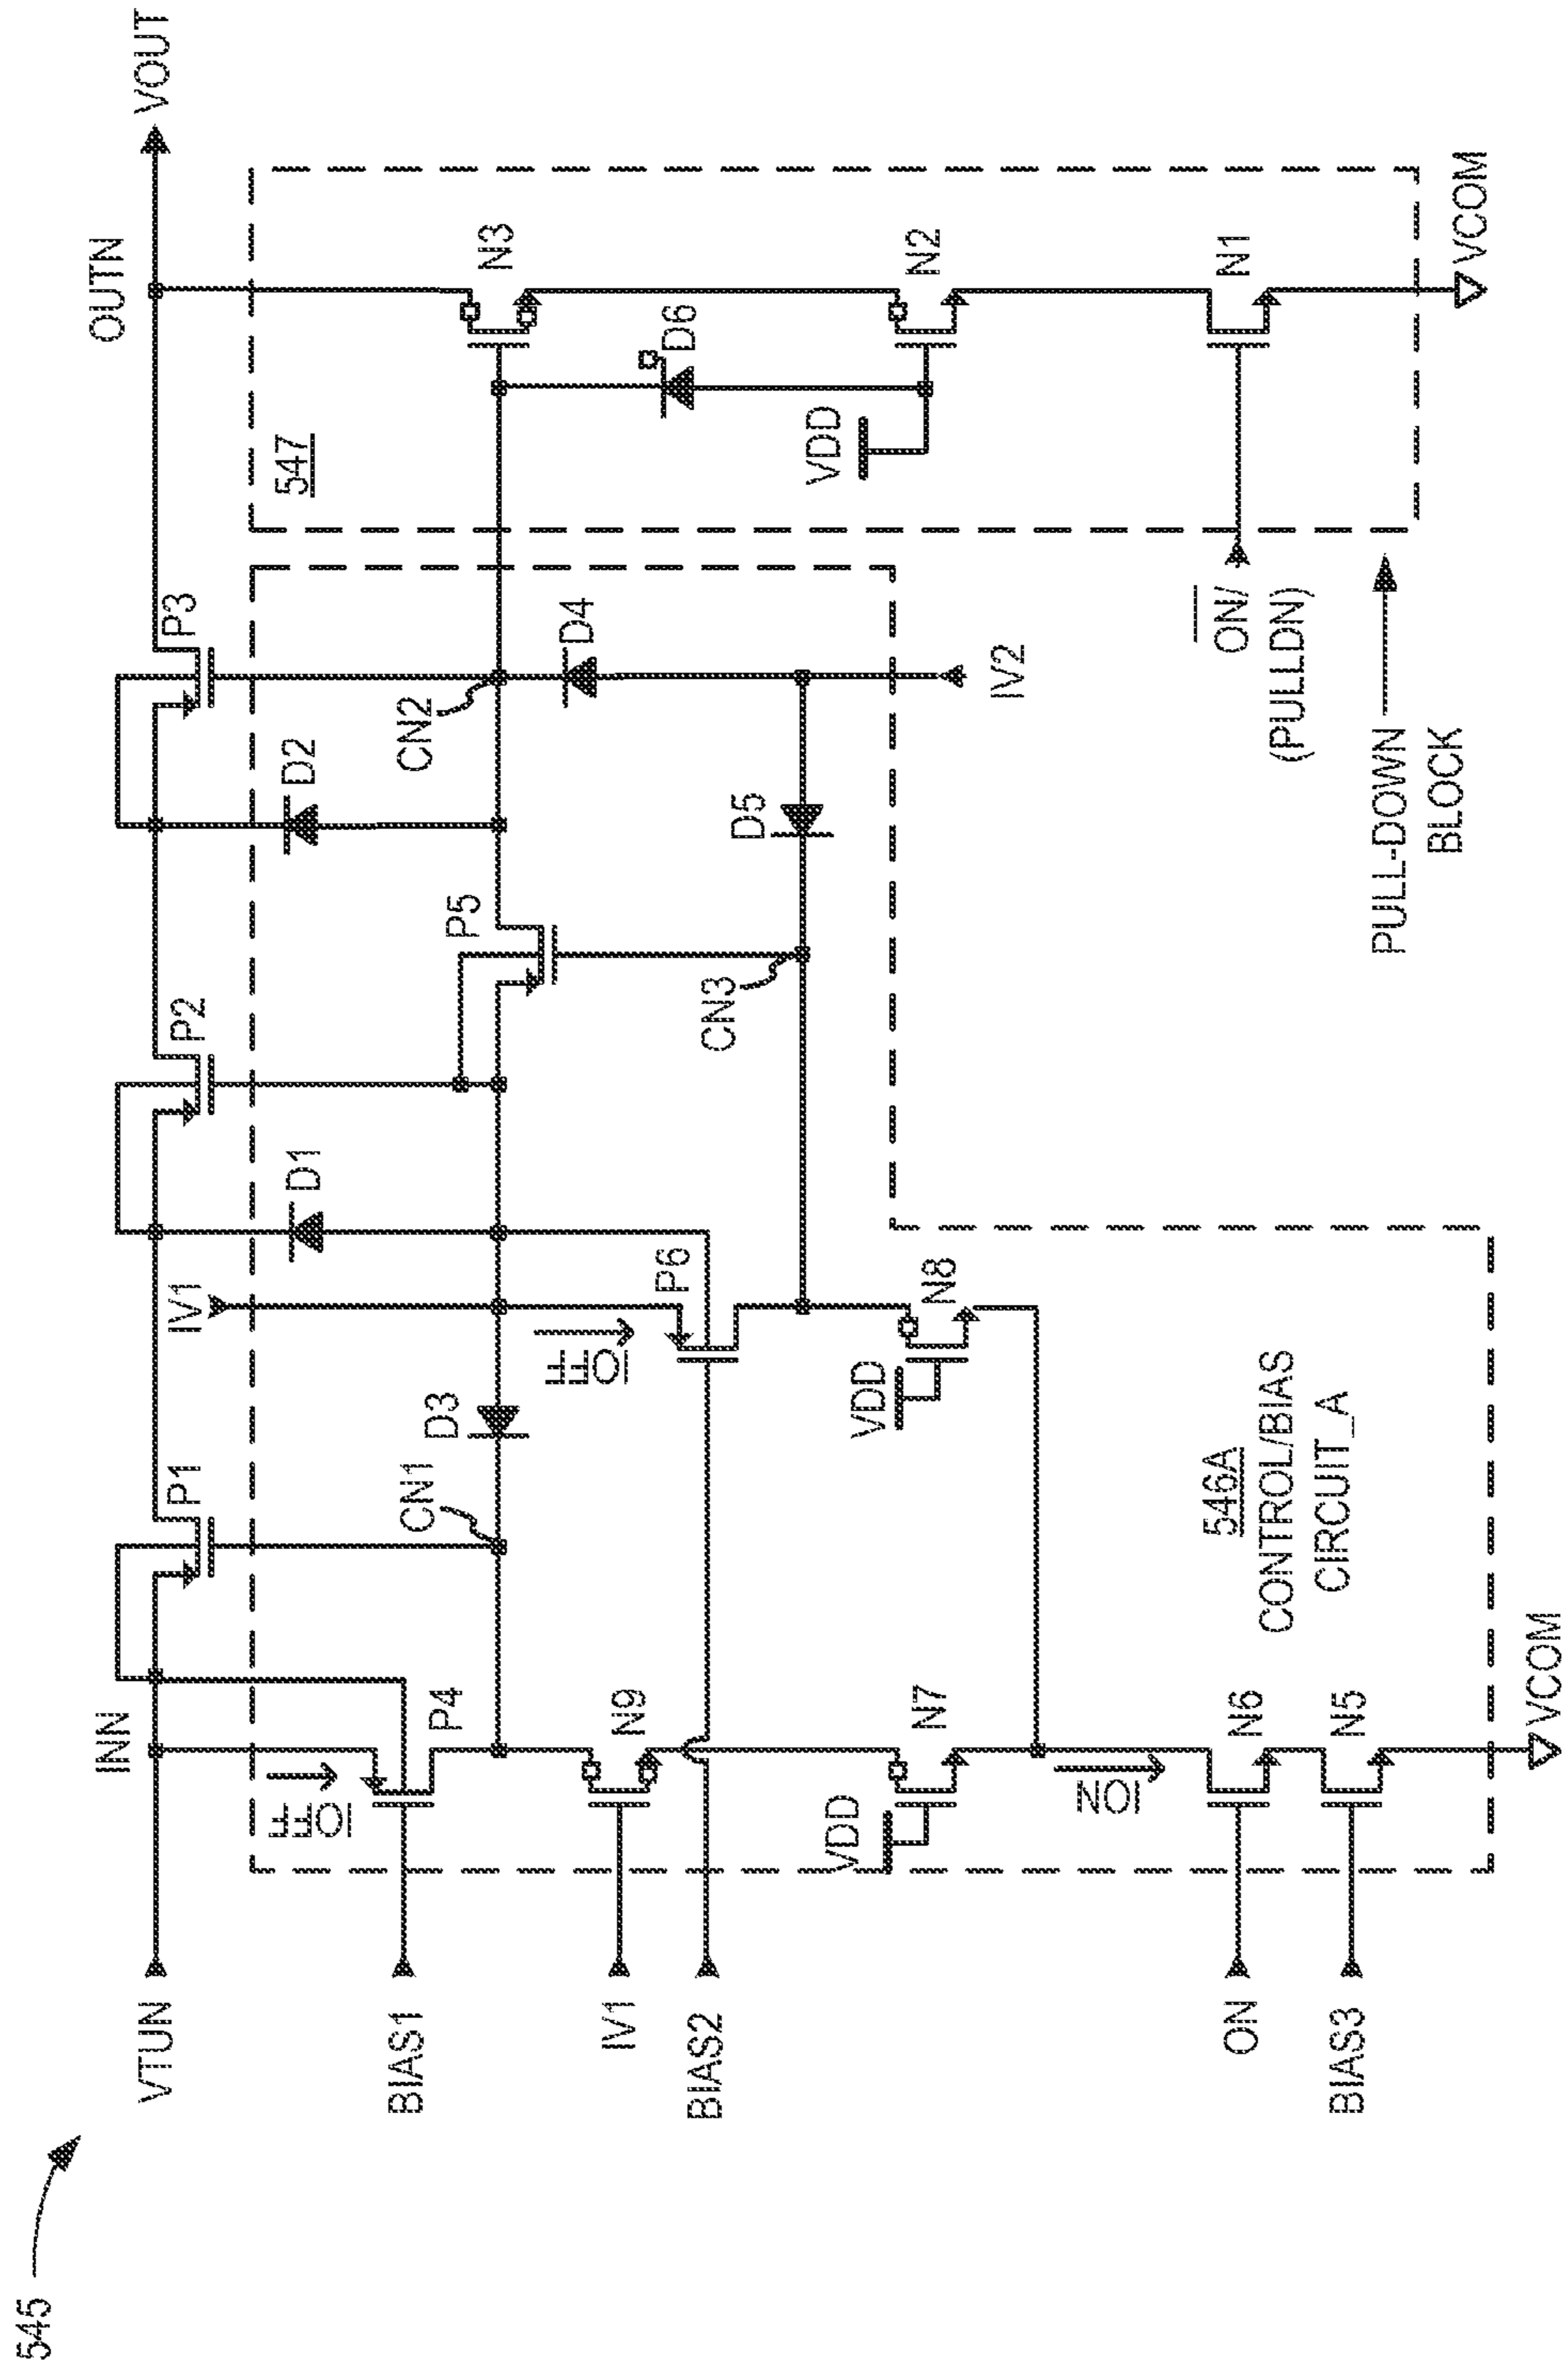 545
VTUN
INN
OUTN
VOUT
P1
P2
P3
IV1
D1
D2
547
IOFF
BIAS1
P4
CN1
D3
IOFF
P5
CN2
D4
N3
D6
IV1
N9
P6
BIAS2
CN3
D5
VDD
N2
VDD
N7
VDD
N8
IV2
ION
546A
CONTROL/BIAS
CIRCUIT_A
ON
N6
BIAS3
N5
VCOM
ON/
(PULLDN)
N1
PULL-DOWN
BLOCK
VCOM